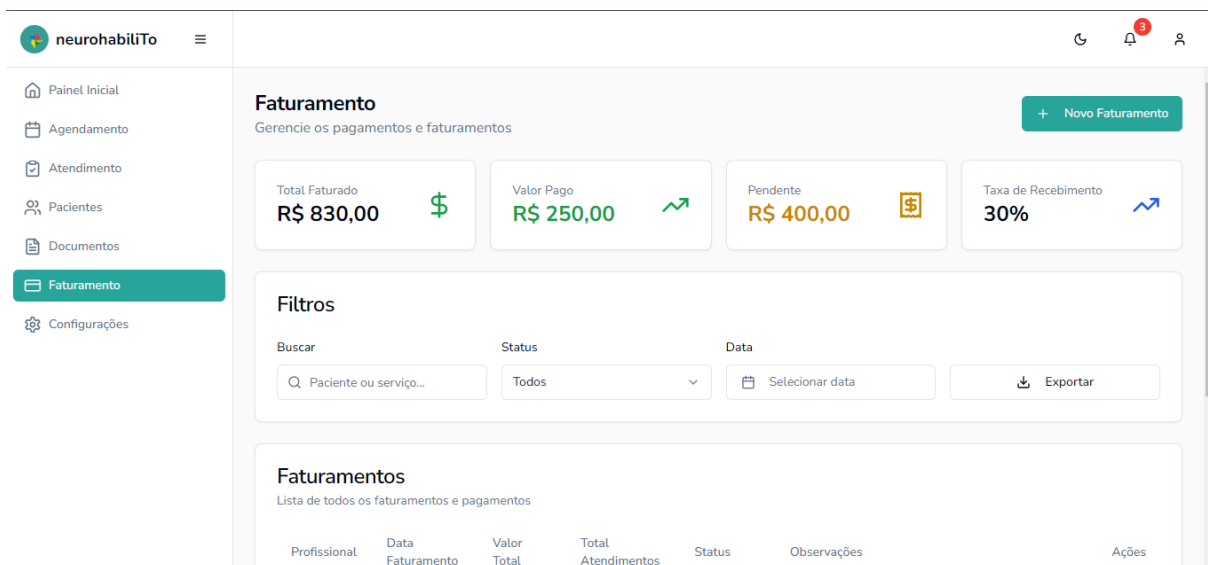 neurohabiliTo
3
Painel Inicial
Agendamento
Atendimento
Pacientes
Documentos
Faturamento
Configurações
Faturamento
Gerencie os pagamentos e faturamentos
+ Novo Faturamento
Total Faturado
R$ 830,00
Valor Pago
R$ 250,00
Pendente
R$ 400,00
Taxa de Recebimento
30%
Filtros
Buscar
Paciente ou serviço...
Status
Todos
Data
Selecionar data
Exportar
Faturamentos
Lista de todos os faturamentos e pagamentos
Profissional
Data
Faturamento
Valor
Total
Total
Atendimentos
Status
Observações
Ações